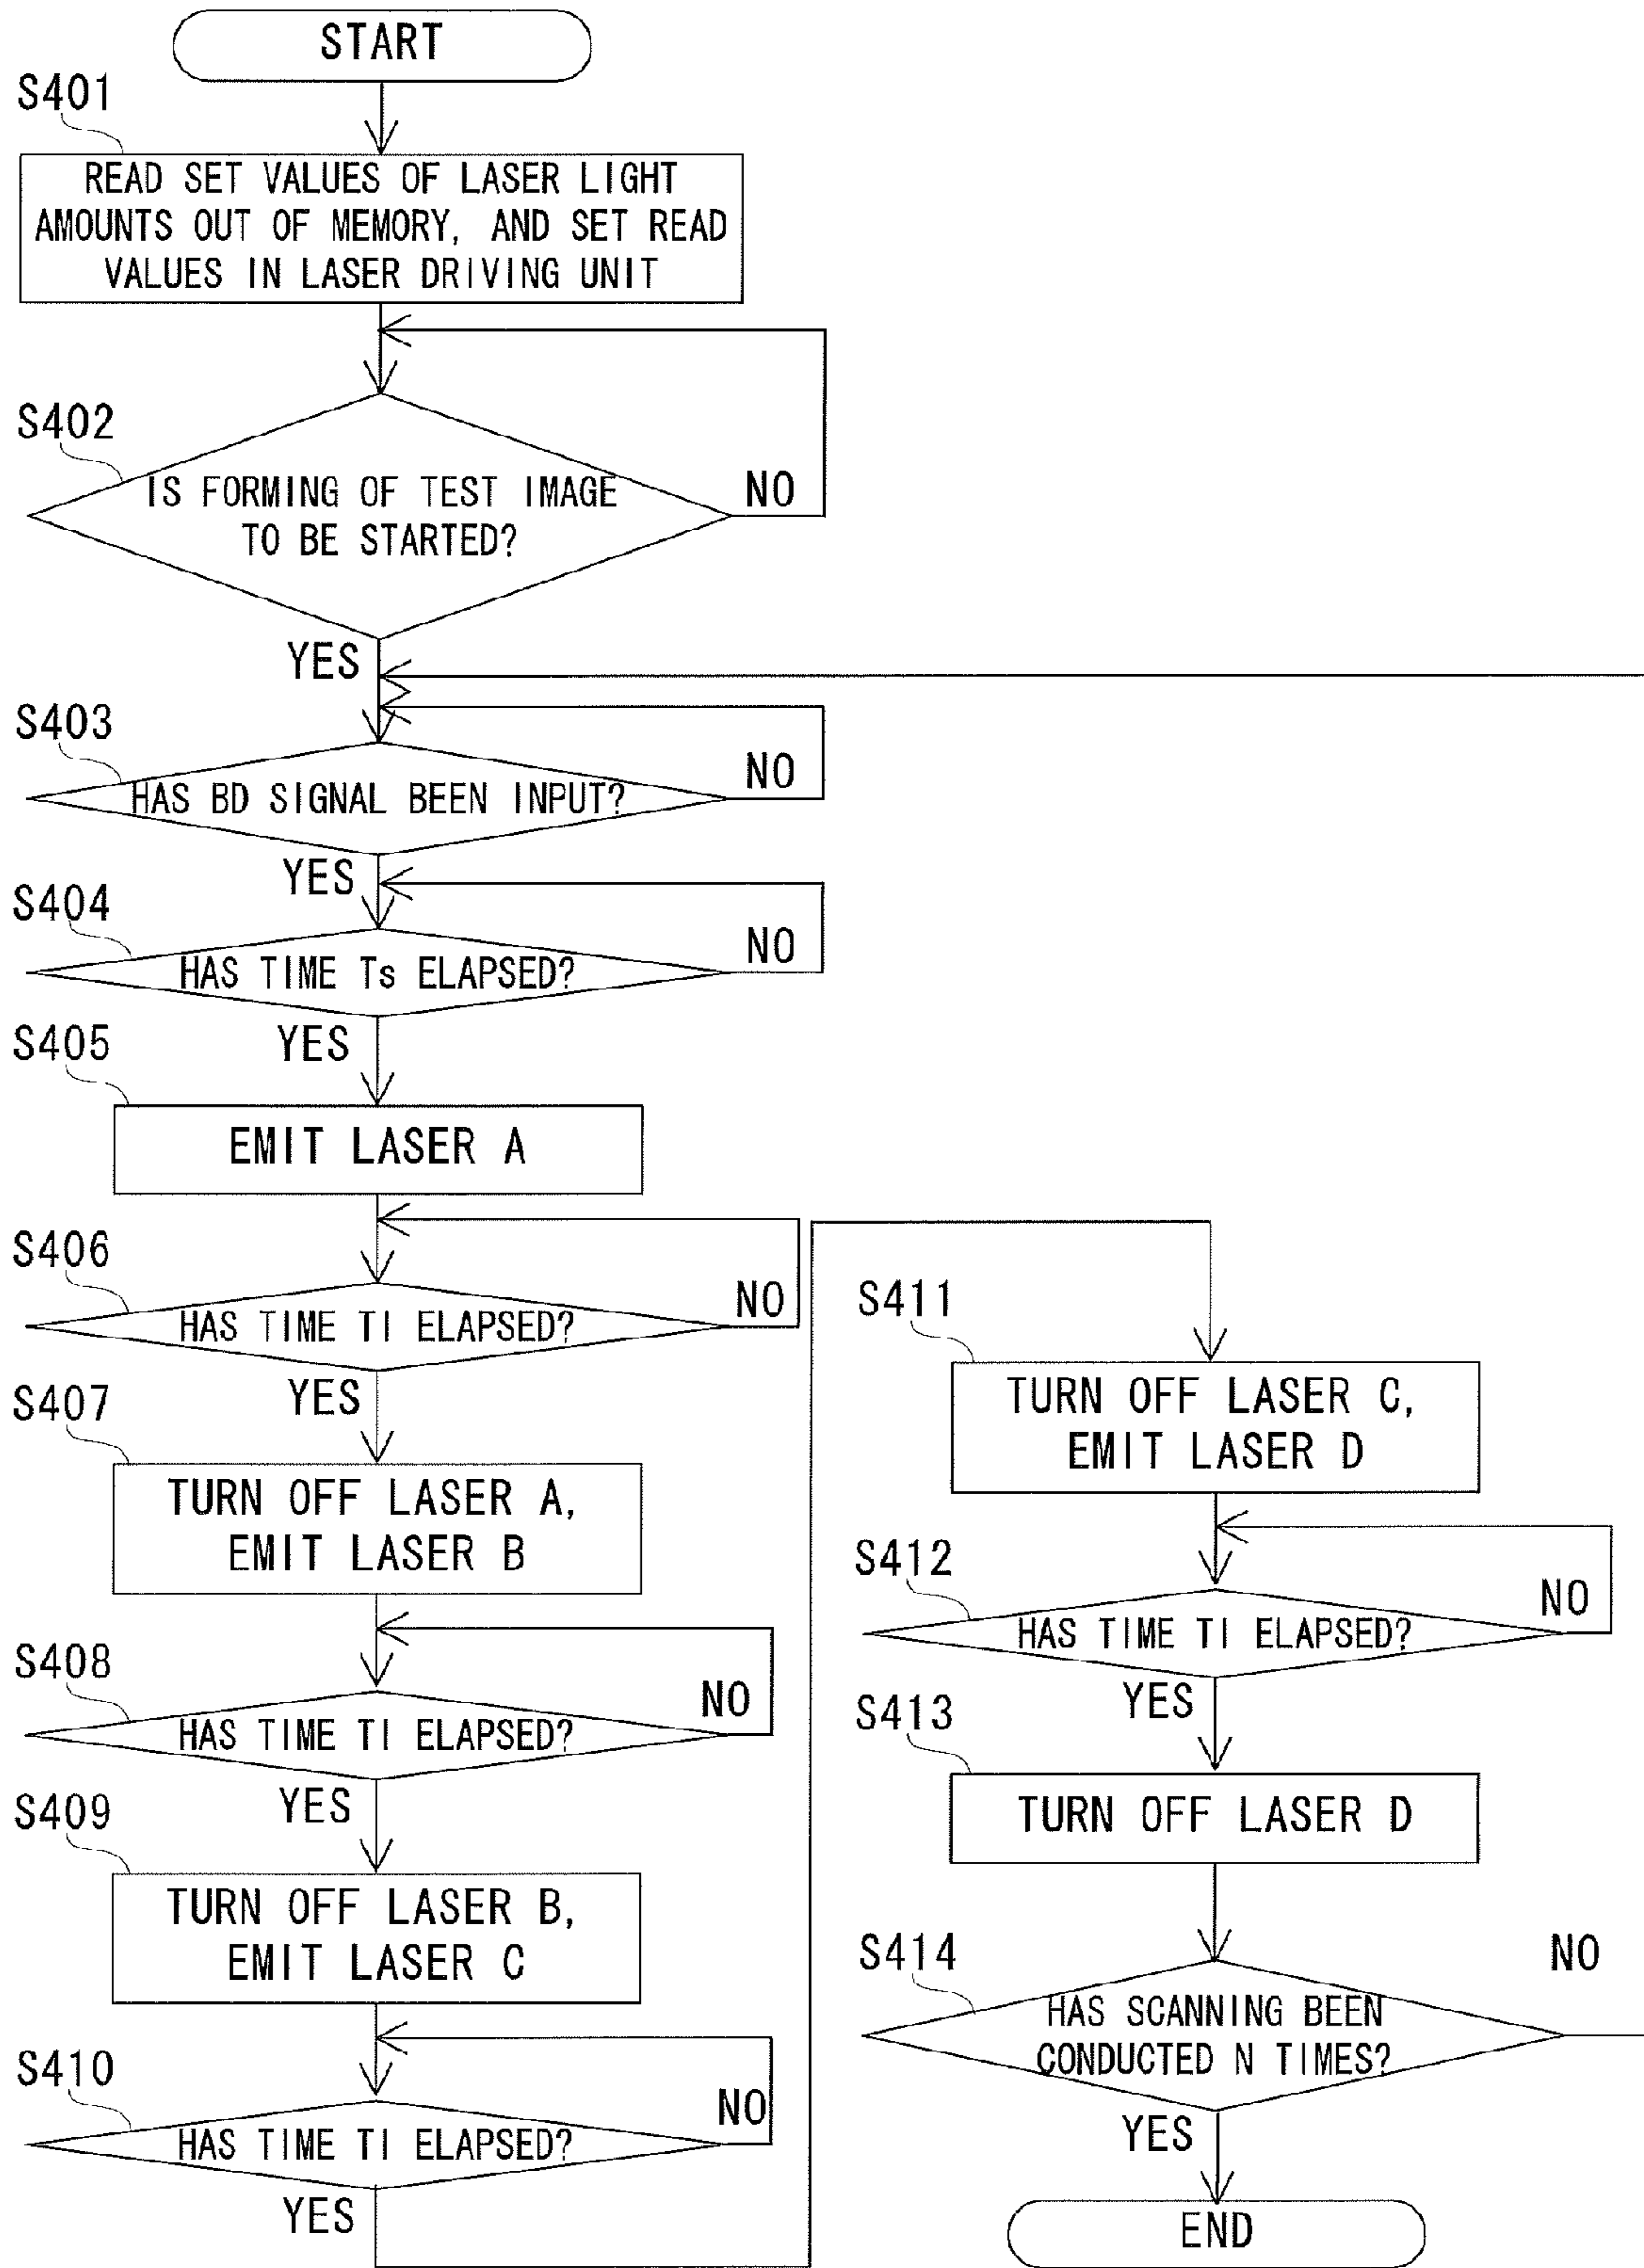 START
S401
READ SET VALUES OF LASER LIGHT
AMOUNTS OUT OF MEMORY, AND SET READ
VALUES IN LASER DRIVING UNIT
S402
IS FORMING OF TEST IMAGE
TO BE STARTED?
NO
YES
S403
HAS BD SIGNAL BEEN INPUT?
NO
YES
S404
HAS TIME Ts ELAPSED?
NO
YES
S405
EMIT LASER A
S406
HAS TIME TI ELAPSED?
NO
YES
S407
TURN OFF LASER A,
EMIT LASER B
S408
HAS TIME TI ELAPSED?
NO
YES
S409
TURN OFF LASER B,
EMIT LASER C
S410
HAS TIME TI ELAPSED?
NO
YES
S411
TURN OFF LASER C,
EMIT LASER D
S412
HAS TIME TI ELAPSED?
NO
YES
S413
TURN OFF LASER D
S414
HAS SCANNING BEEN
CONDUCTED N TIMES?
NO
YES
END